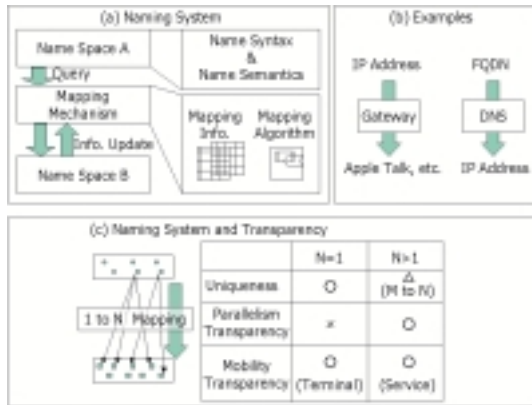 (a) Naming System
Name Space A
Query
Mapping
Mechanism
Info. Update
Name Space B
Name Syntax
&
Name Semantics
Mapping
Info.
Mapping
Algorithm
(b) Examples
IP Address
Gateway
Apple Talk, etc.
FQDN
DNS
IP Address
(c) Naming System and Transparency
1 to N Mapping
N=1
N>1
Uniqueness
O
Δ
(M to N)
Parallelism
Transparency
x
O
Mobility
Transparency
O
(Terminal)
O
(Service)